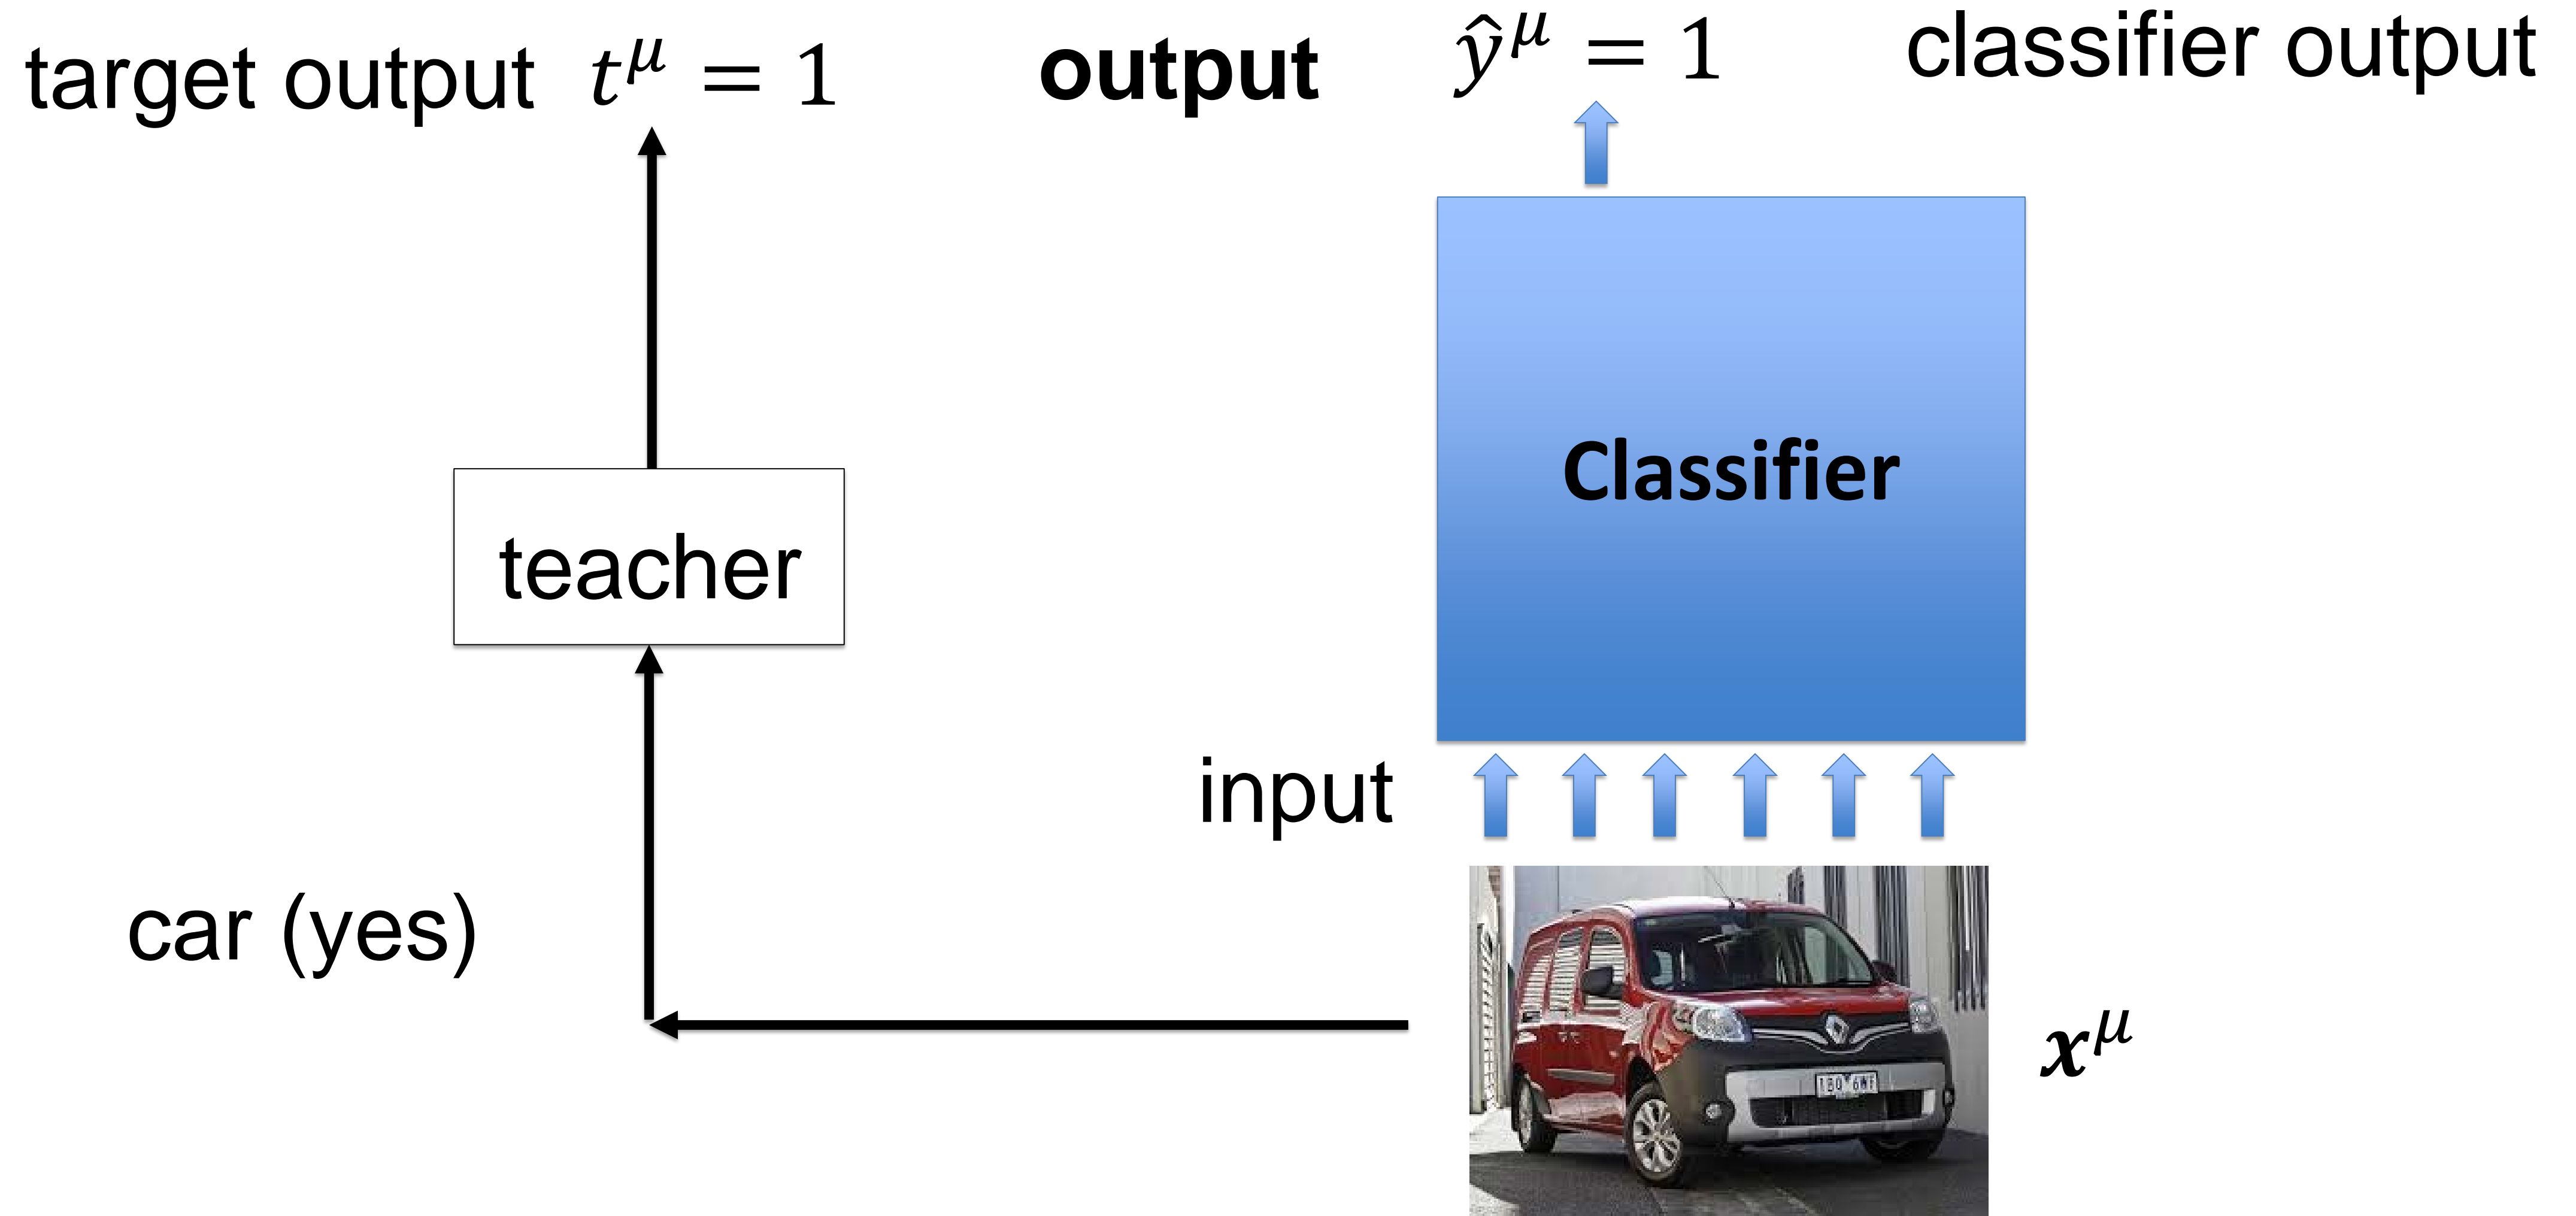 target output t^μ = 1
output ŷ^μ = 1
classifier output
Classifier
teacher
input
car (yes)
x^μ